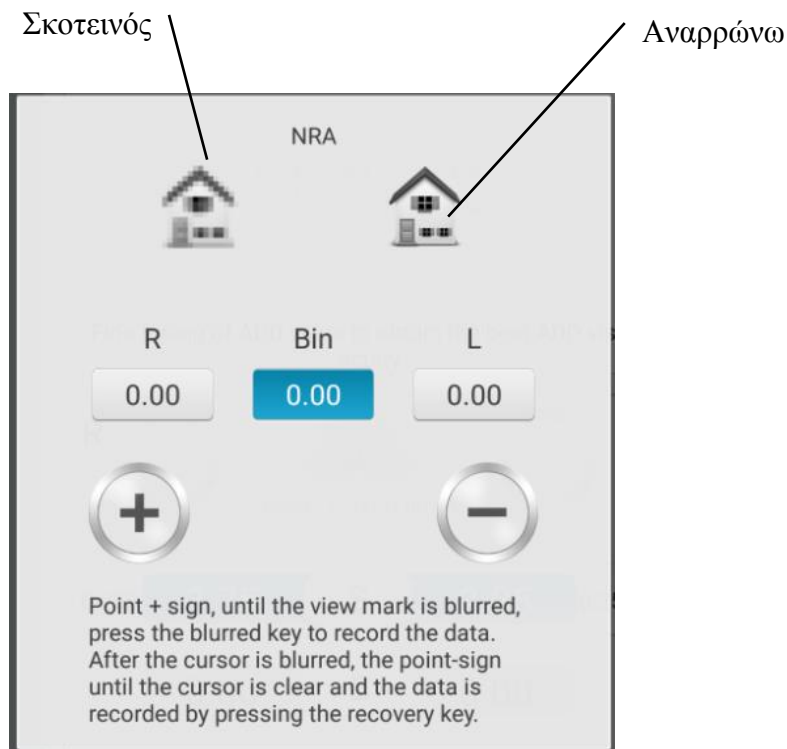 Σκοτεινός
Αναρρώνω
NRA
R Bin L
0.00 0.00 0.00
+ −
Point + sign, until the view mark is blurred,
press the blurred key to record the data.
After the cursor is blurred, the point-sign
until the cursor is clear and the data is
recorded by pressing the recovery key.